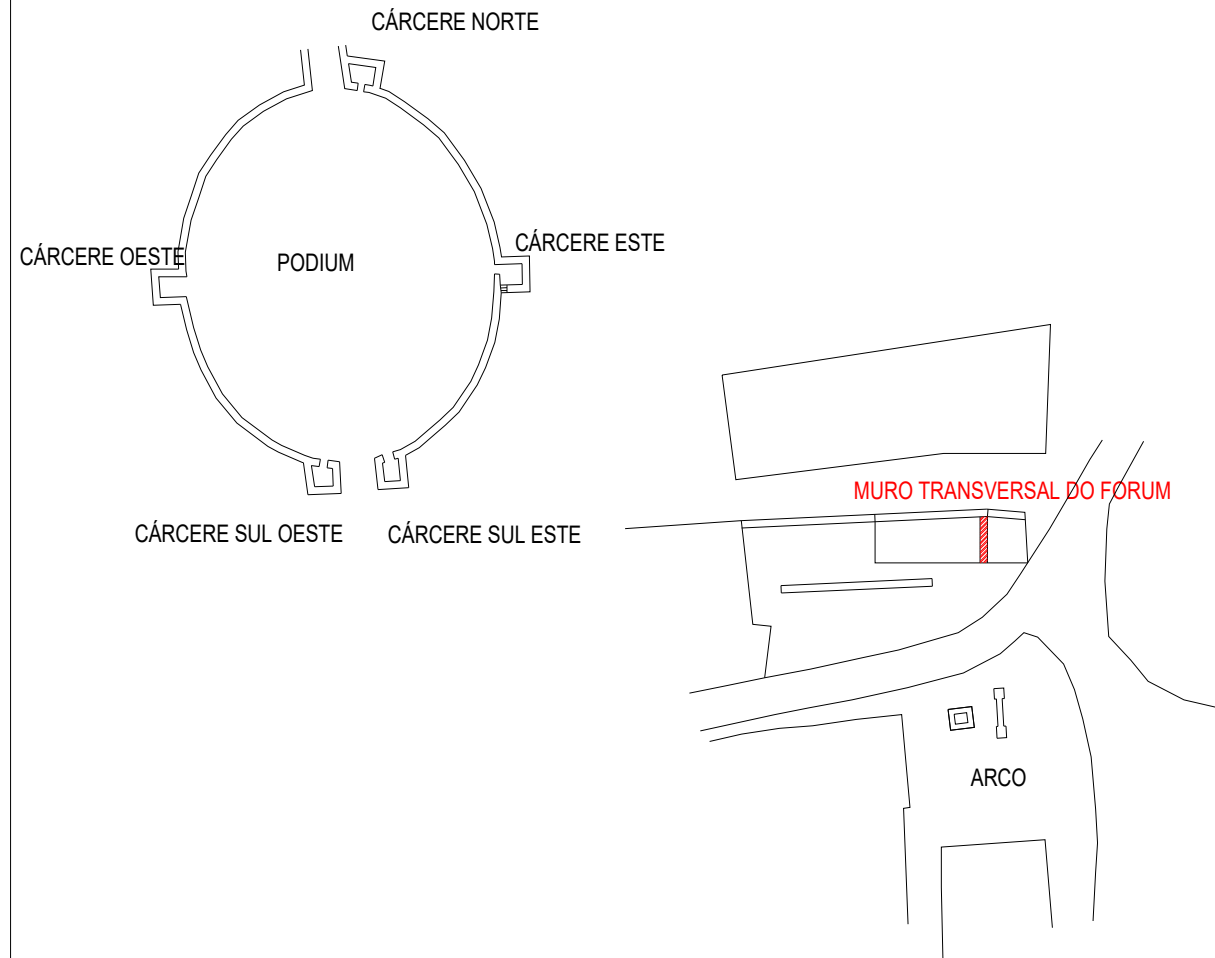 CÁRCERE NORTE
CÁRCERE OESTE
PODIUM
CÁRCERE ESTE
MURO TRANSVERSAL DO FORUM
CÁRCERE SUL OESTE
CÁRCERE SUL ESTE
ARCO